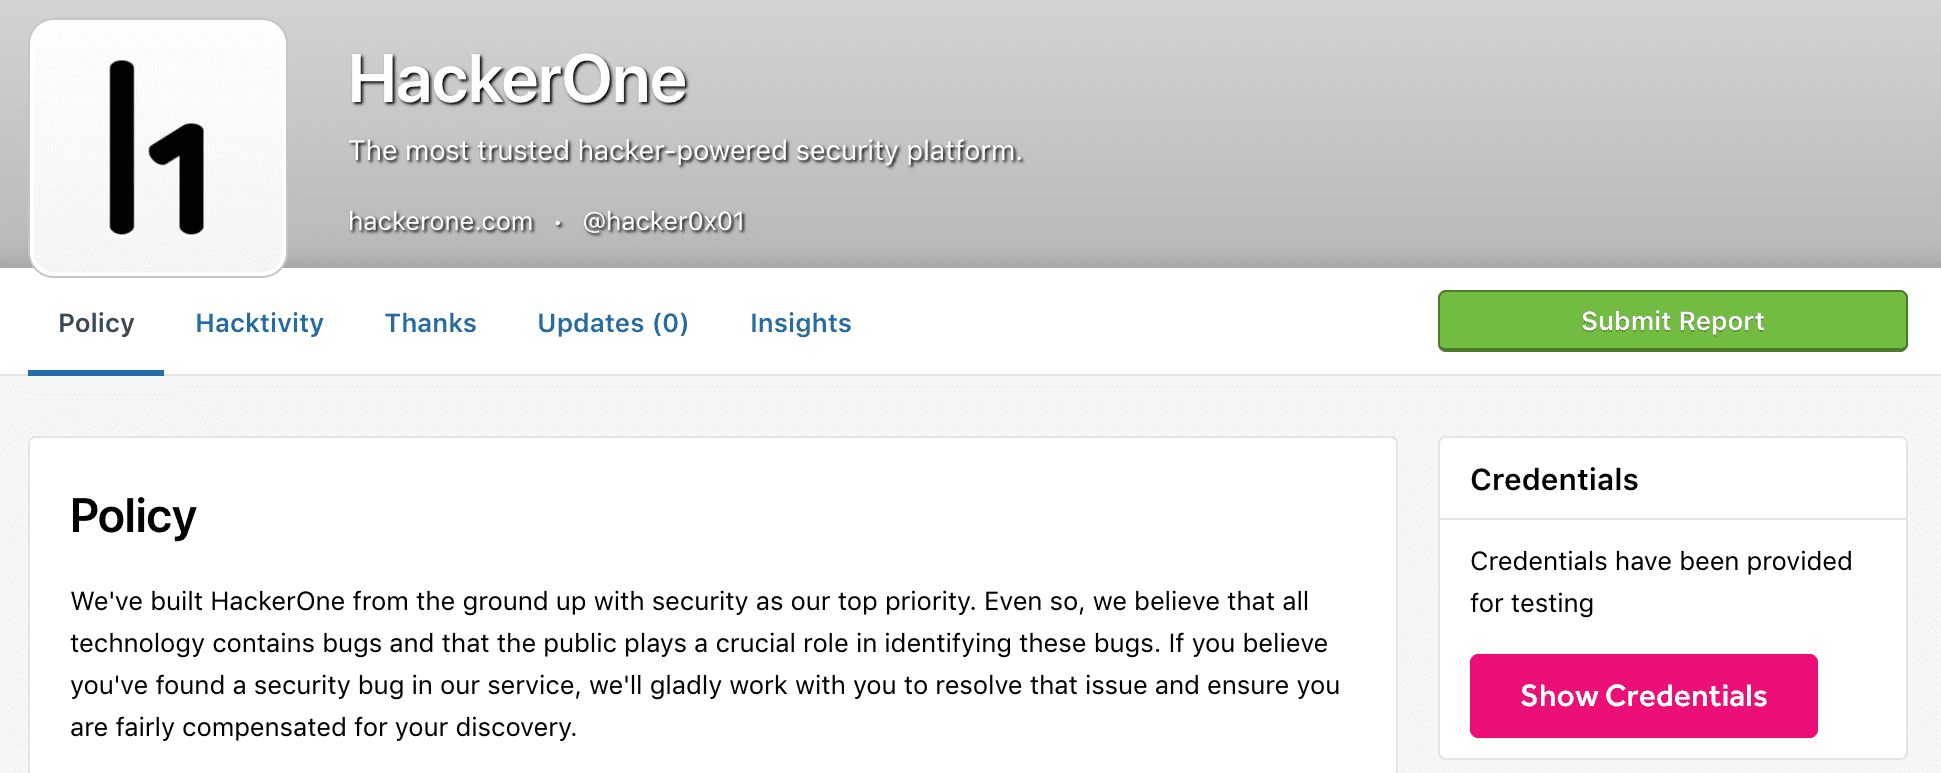 HackerOne
The most trusted hacker-powered security platform.
hackerone.com · @hacker0x01
Policy Hacktivity Thanks Updates (0) Insights
Submit Report
Policy
We've built HackerOne from the ground up with security as our top priority. Even so, we believe that all
technology contains bugs and that the public plays a crucial role in identifying these bugs. If you believe
you've found a security bug in our service, we'll gladly work with you to resolve that issue and ensure you
are fairly compensated for your discovery.
Credentials
Credentials have been provided
for testing
Show Credentials